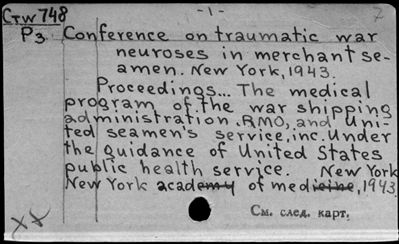 Crw 748 -1- 7
P3 Conference on traumatic war
neuroses in merchant se-
amen. New York, 1943.
Proceedings... The medical
program of the war shipping
administration. RMO, and Uni-
ted seamen's service, inc. Under
the guidance of United States
public health service. New York
New York academy of medicine, 1943
См. след. карт.